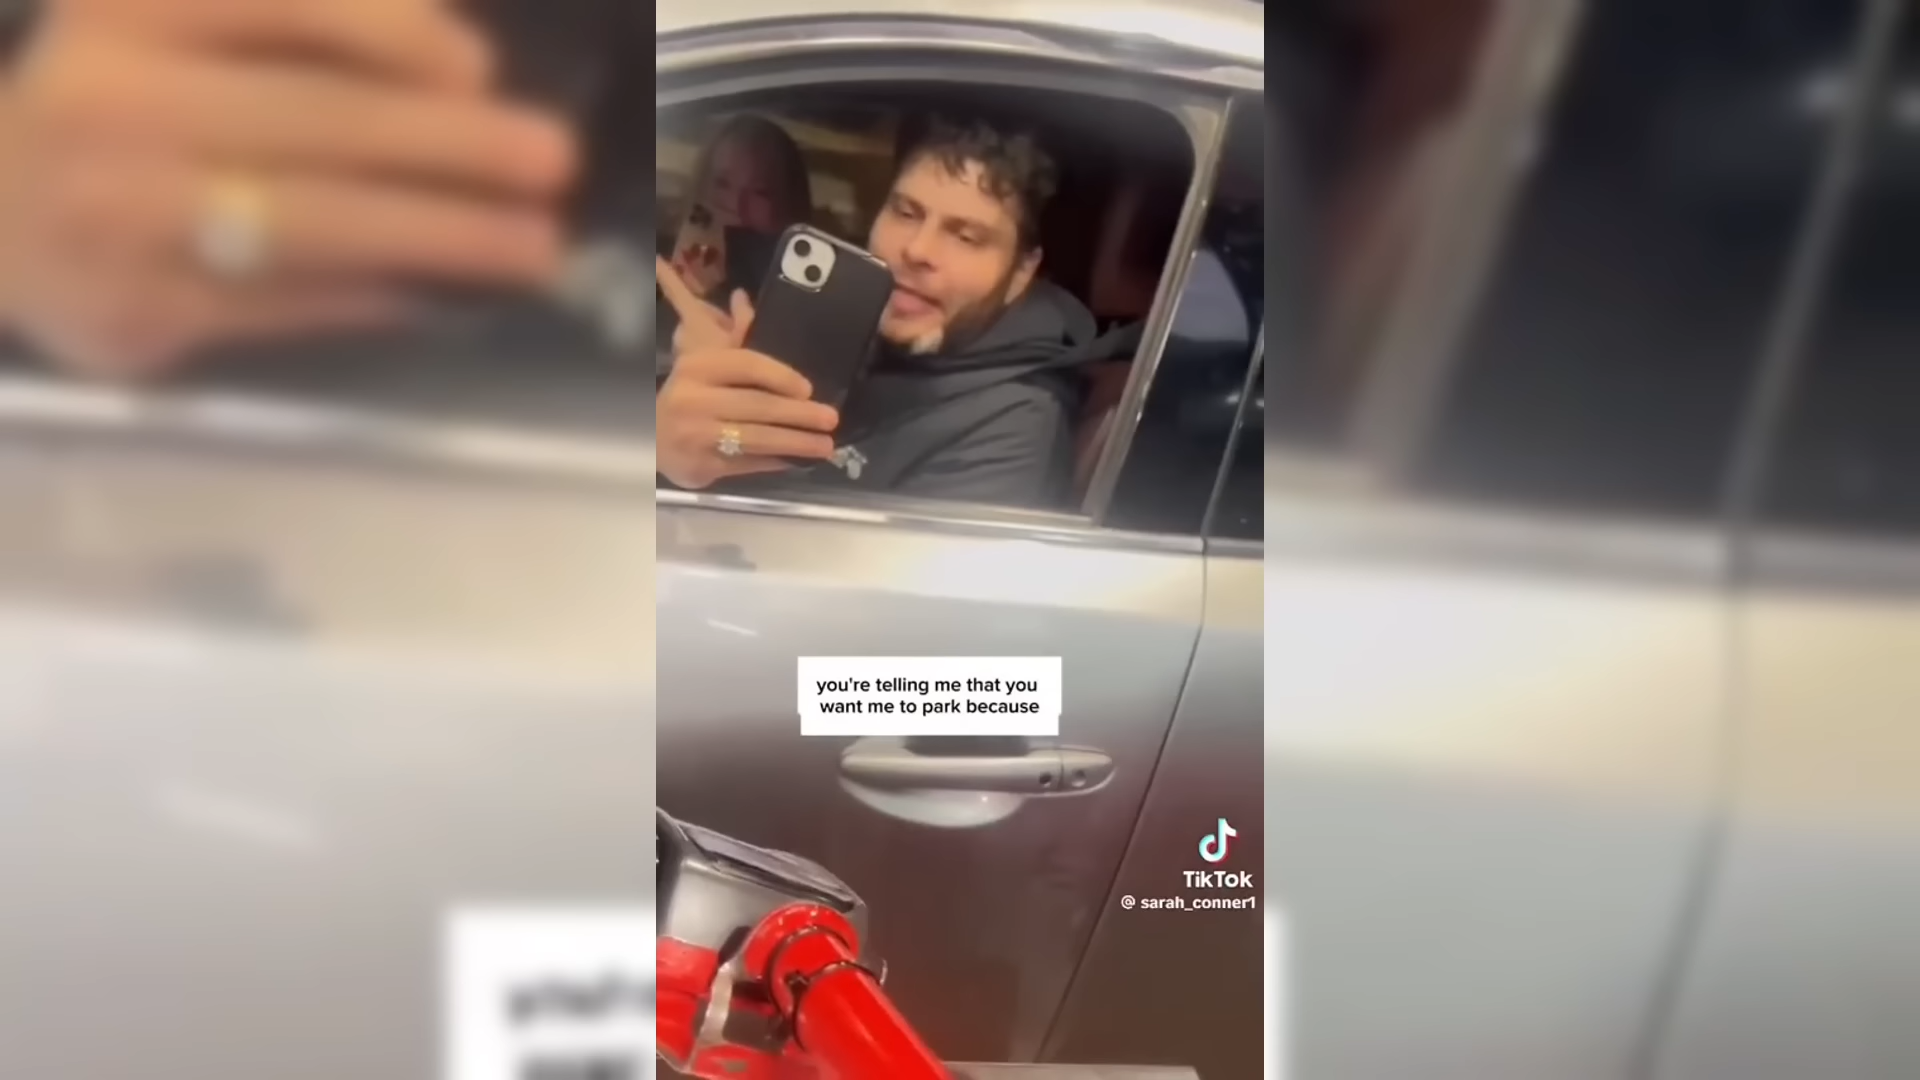 you're telling me that you
want me to park because
TikTok
@ sarah_conner1